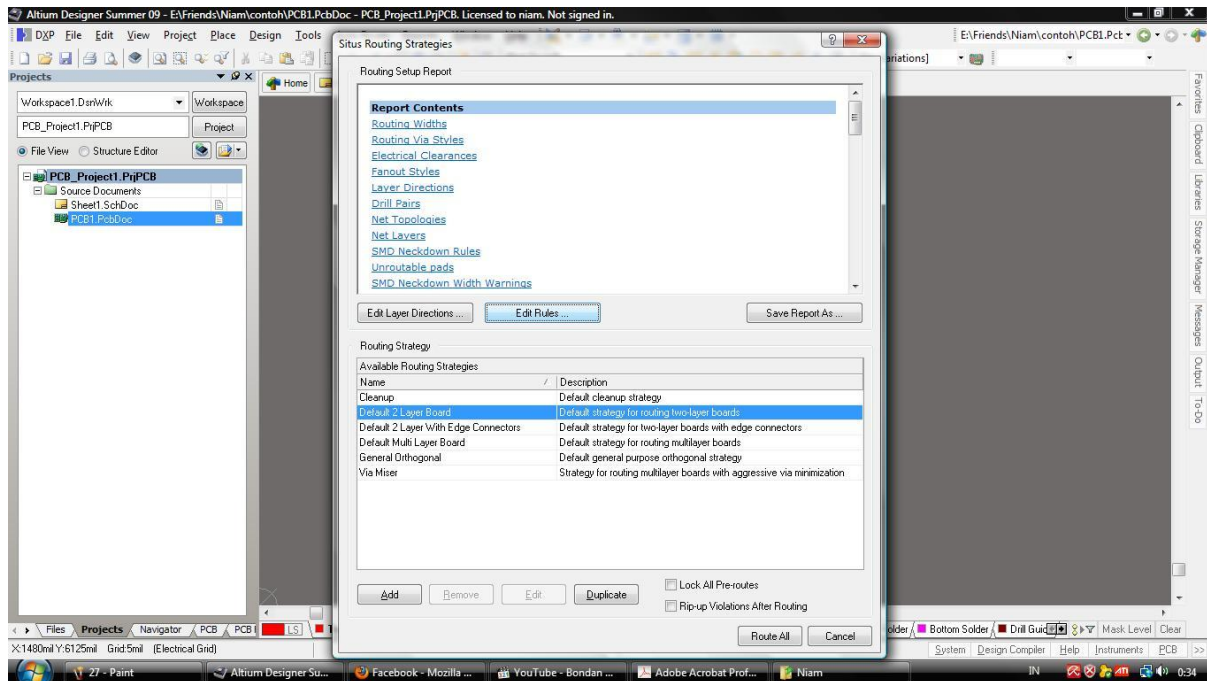 Altium Designer Summer 09 - E:\Friends\Niam\contoh\PCB1.PcbDoc - PCB_Project1.PrjPCB. Licensed to niam. Not signed in.
DXP File Edit View Project Place Design Tools
E:\Friends\Niam\contoh\PCB1.Pct
Situs Routing Strategies
ariations]
Projects
Home
Workspace1.DsnWrk Workspace
PCB_Project1.PrjPCB Project
File View Structure Editor
PCB_Project1.PrjPCB
Source Documents
Sheet1.SchDoc
PCB1.PcbDoc
Routing Setup Report
Report Contents
Routing Widths
Routing Via Styles
Electrical Clearances
Fanout Styles
Layer Directions
Drill Pairs
Net Topologies
Net Layers
SMD Neckdown Rules
Unroutable pads
SMD Neckdown Width Warnings
Edit Layer Directions ... Edit Rules ... Save Report As ...
Routing Strategy
Available Routing Strategies
Name / Description
Cleanup Default cleanup strategy
Default 2 Layer Board Default strategy for routing two-layer boards
Default 2 Layer With Edge Connectors Default strategy for two-layer boards with edge connectors
Default Multi Layer Board Default strategy for routing multilayer boards
General Orthogonal Default general purpose orthogonal strategy
Via Miser Strategy for routing multilayer boards with aggressive via minimization
Add Remove Edit Duplicate
Lock All Pre-routes
Rip-up Violations After Routing
Route All Cancel
Favorites
Clipboard
Libraries
Storage Manager
Messages
Output
To-Do
Files Projects Navigator PCB PCB LS
older Bottom Solder Drill Guid Mask Level Clear
X:1480mil Y:6125mil Grid:5mil (Electrical Grid)
System Design Compiler Help Instruments PCB >>
27 - Paint Altium Designer Su... Facebook - Mozilla ... YouTube - Bondan ... Adobe Acrobat Prof... Niam IN 0:34